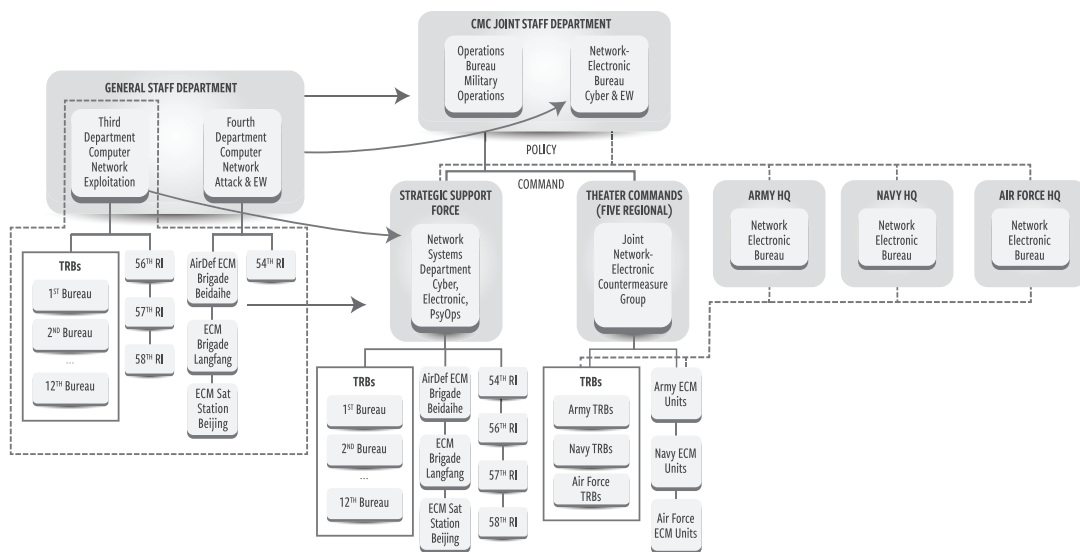 CMC JOINT STAFF DEPARTMENT
Operations
Bureau
Military
Operations
Network-
Electronic
Bureau
Cyber & EW
GENERAL STAFF DEPARTMENT
Third
Department
Computer
Network
Exploitation
Fourth
Department
Computer
Network
Attack & EW
POLICY
COMMAND
STRATEGIC SUPPORT
FORCE
Network
Systems
Department
Cyber,
Electronic,
PsyOps
THEATER COMMANDS
(FIVE REGIONAL)
Joint
Network-
Electronic
Countermeasure
Group
ARMY HQ
Network
Electronic
Bureau
NAVY HQ
Network
Electronic
Bureau
AIR FORCE HQ
Network
Electronic
Bureau
TRBs
1ST Bureau
2ND Bureau
...
12TH Bureau
56TH RI
57TH RI
58TH RI
AirDef ECM
Brigade
Beidaihe
ECM
Brigade
Langfang
ECM Sat
Station
Beijing
54TH RI
TRBs
1ST Bureau
2ND Bureau
...
12TH Bureau
AirDef ECM
Brigade
Beidaihe
ECM
Brigade
Langfang
ECM Sat
Station
Beijing
54TH RI
56TH RI
57TH RI
58TH RI
TRBs
Army TRBs
Navy TRBs
Air Force
TRBs
Army ECM
Units
Navy ECM
Units
Air Force
ECM Units